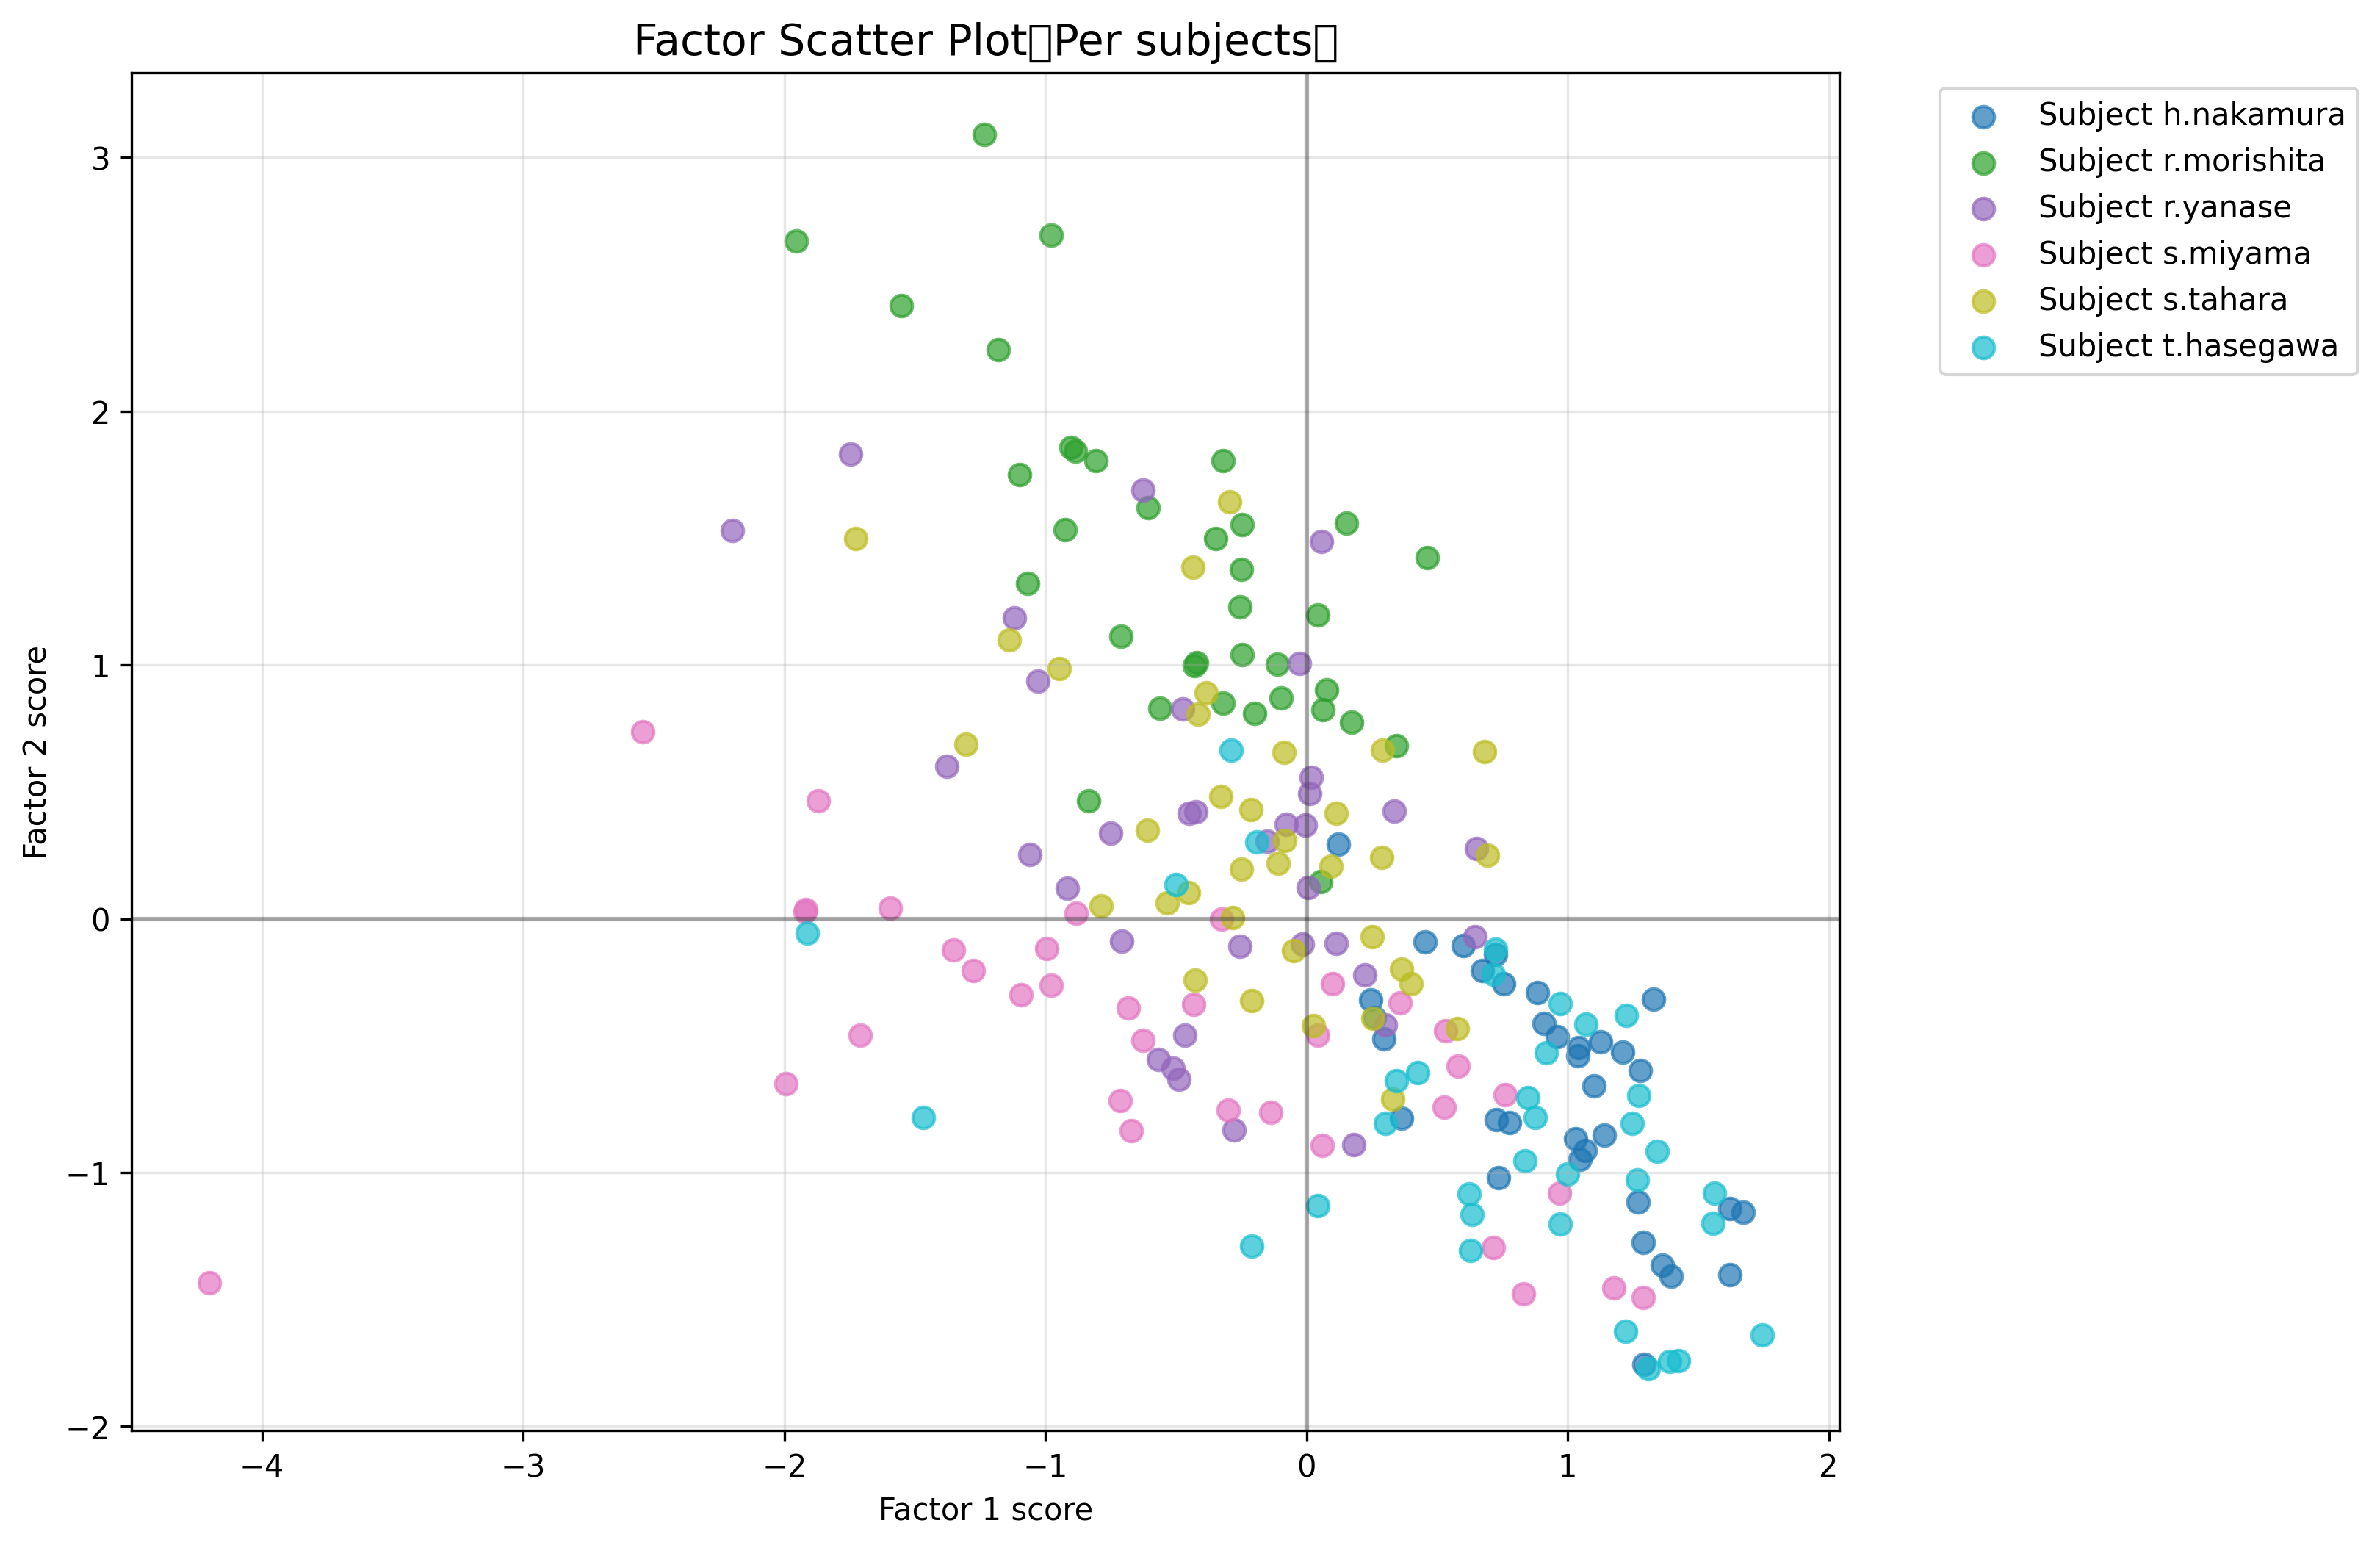 Factor Scatter Plot▯Per subjects▯
Subject h.nakamura
Subject r.morishita
Subject r.yanase
Subject s.miyama
Subject s.tahara
Subject t.hasegawa
3
2
1
0
−1
−2
Factor 2 score
−4 −3 −2 −1 0 1 2
Factor 1 score